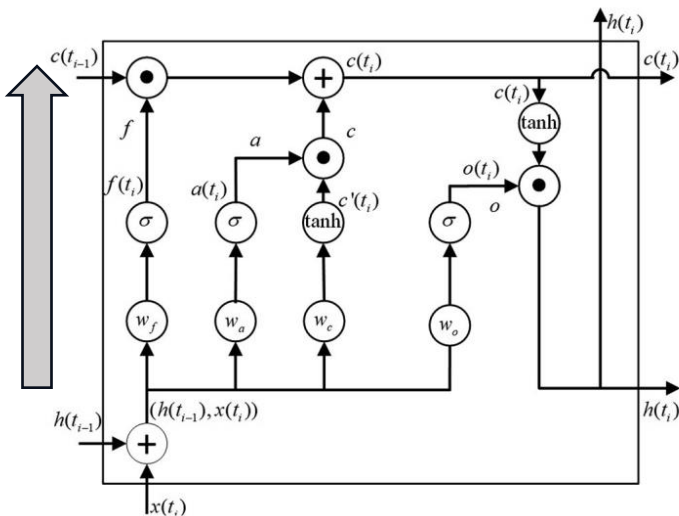 h(t_i)
c(t_{i-1})
c(t_i)
c(t_i)
+
c(t_i)
tanh
f
a
c
f(t_i)
a(t_i)
c'(t_i)
o(t_i)
o
σ
σ
tanh
σ
w_f
w_a
w_c
w_o
(h(t_{i-1}), x(t_i))
h(t_{i-1})
+
h(t_i)
x(t_i)